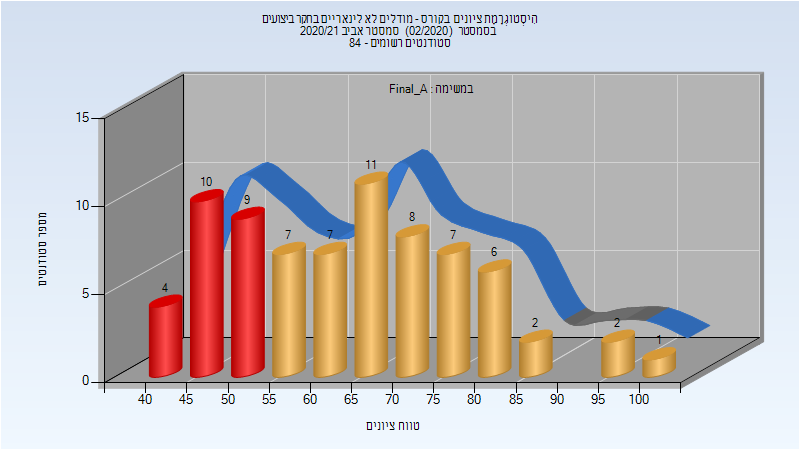 הִיסְטוֹגְרָמַת ציונים בקורס - מודלים לא לינאריים בחקר ביצועים
בסמסטר (02/2020) סמסטר אביב 2020/21
סטודנטים רשומים - 84
במשימה : Final_A
מספר סטודנטים
15
10
5
0
4
10
9
7
7
11
8
7
6
2
2
1
40 45 50 55 60 65 70 75 80 85 90 95 100
טווח ציונים